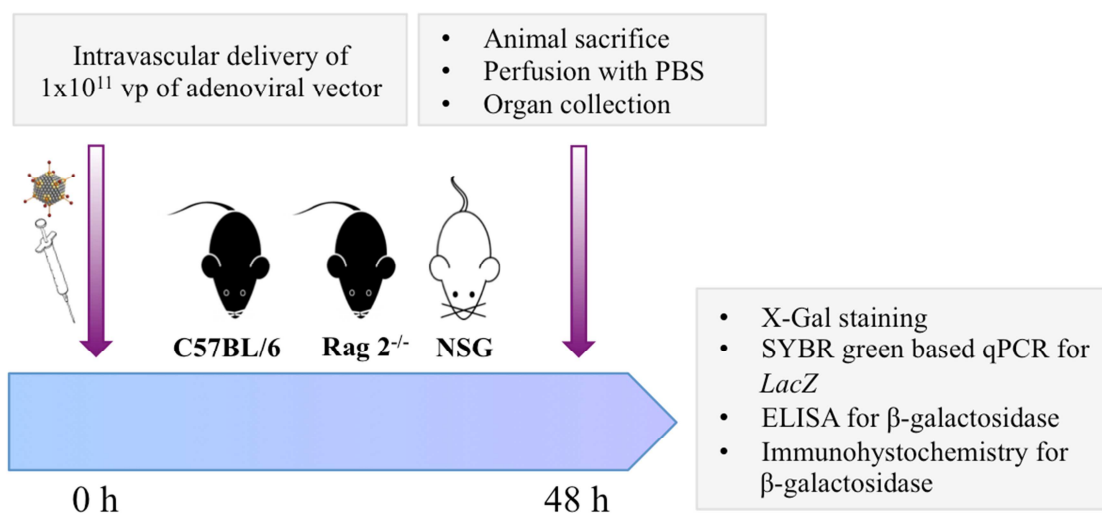 Intravascular delivery of
1x10¹¹ vp of adenoviral vector
• Animal sacrifice
• Perfusion with PBS
• Organ collection
C57BL/6 Rag 2⁻/⁻ NSG
• X-Gal staining
• SYBR green based qPCR for
LacZ
• ELISA for β-galactosidase
• Immunohystochemistry for
β-galactosidase
0 h 48 h